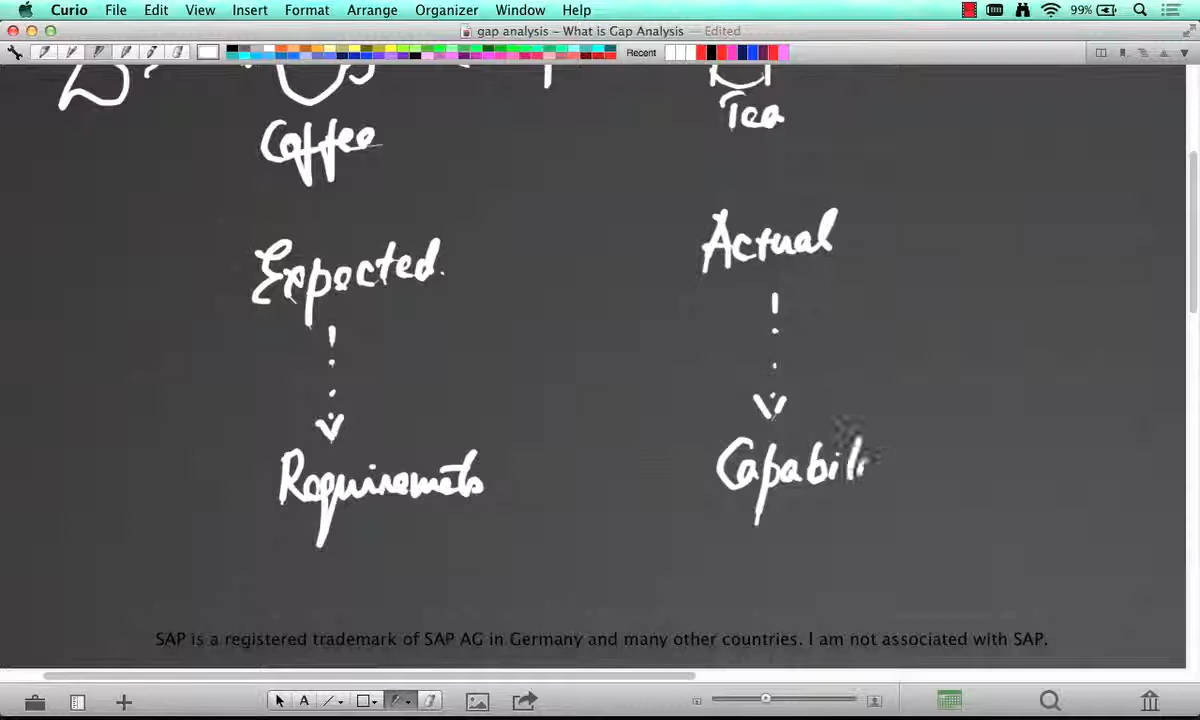 Curio File Edit View Insert Format Arrange Organizer Window Help 99%
gap analysis – What is Gap Analysis — Edited
Recent
Coffee Tea
Expected. Actual
Requiremets Capabili
SAP is a registered trademark of SAP AG in Germany and many other countries. I am not associated with SAP.
A